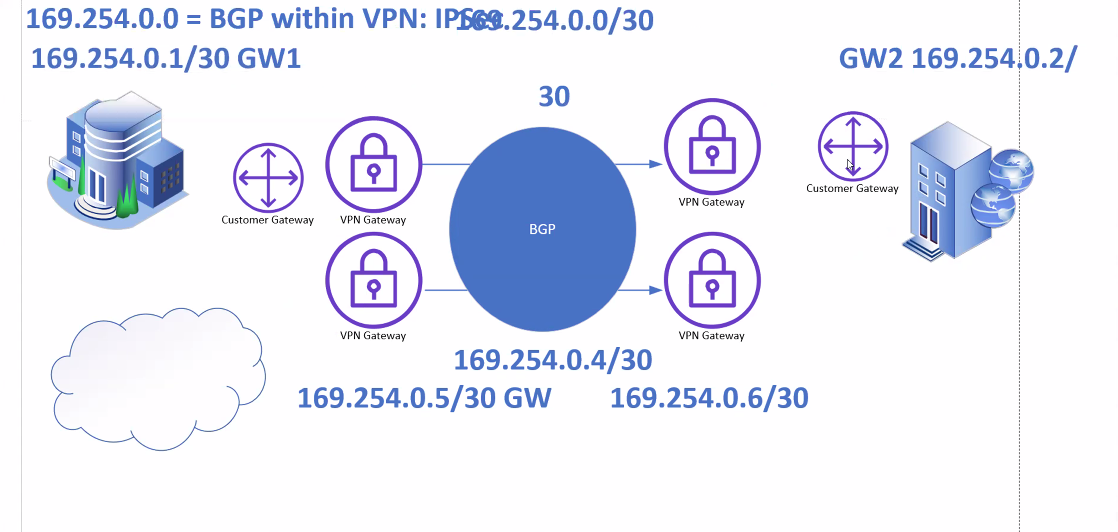 169.254.0.0 = BGP within VPN: IPSec
169.254.0.0/30
169.254.0.1/30 GW1
GW2 169.254.0.2/
30
Customer Gateway
VPN Gateway
BGP
VPN Gateway
Customer Gateway
VPN Gateway
VPN Gateway
169.254.0.4/30
169.254.0.5/30 GW
169.254.0.6/30